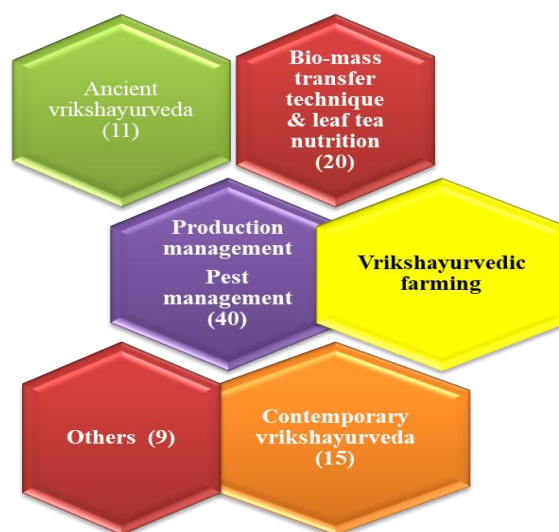 Ancient
vrikshayurveda
(11)
Bio-mass
transfer
technique
& leaf tea
nutrition
(20)
Production
management
Pest
management
(40)
Vrikshayurvedic
farming
Others (9)
Contemporary
vrikshayurveda
(15)